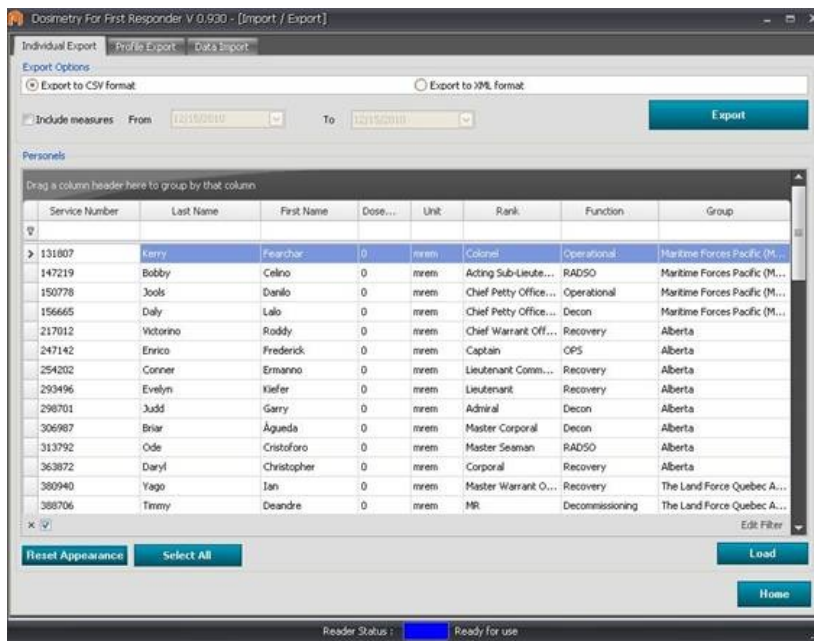 Dosimetry For First Responder V 0.930 - [Import / Export]
Individual Export Profile Export Data Import
Export Options
Export to CSV format Export to XML format
Include measures From 12/15/2010 To 12/15/2010 Export
Personels
Drag a column header here to group by that column
Service Number Last Name First Name Dose... Unit Rank Function Group
131807 Kerry Fearchar 0 mrem Colonel Operational Maritime Forces Pacific (M...
147219 Bobby Celino 0 mrem Acting Sub-Lieute... RADSO Maritime Forces Pacific (M...
150778 Jools Danilo 0 mrem Chief Petty Office... Operational Maritime Forces Pacific (M...
156665 Daly Lalo 0 mrem Chief Petty Office... Decon Maritime Forces Pacific (M...
217012 Victorino Roddy 0 mrem Chief Warrant Off... Recovery Alberta
247142 Enrico Frederick 0 mrem Captain OPS Alberta
254202 Conner Ermanno 0 mrem Lieutenant Comm... Recovery Alberta
293496 Evelyn Kiefer 0 mrem Lieutenant Recovery Alberta
298701 Judd Garry 0 mrem Admiral Decon Alberta
306987 Briar Àgueda 0 mrem Master Corporal Decon Alberta
313792 Ode Cristoforo 0 mrem Master Seaman RADSO Alberta
363872 Daryl Christopher 0 mrem Corporal Recovery Alberta
380940 Yago Ian 0 mrem Master Warrant O... Recovery The Land Force Quebec A...
388706 Timmy Deandre 0 mrem MR Decommissioning The Land Force Quebec A...
Edit Filter
Reset Appearance Select All Load
Home
Reader Status : Ready for use